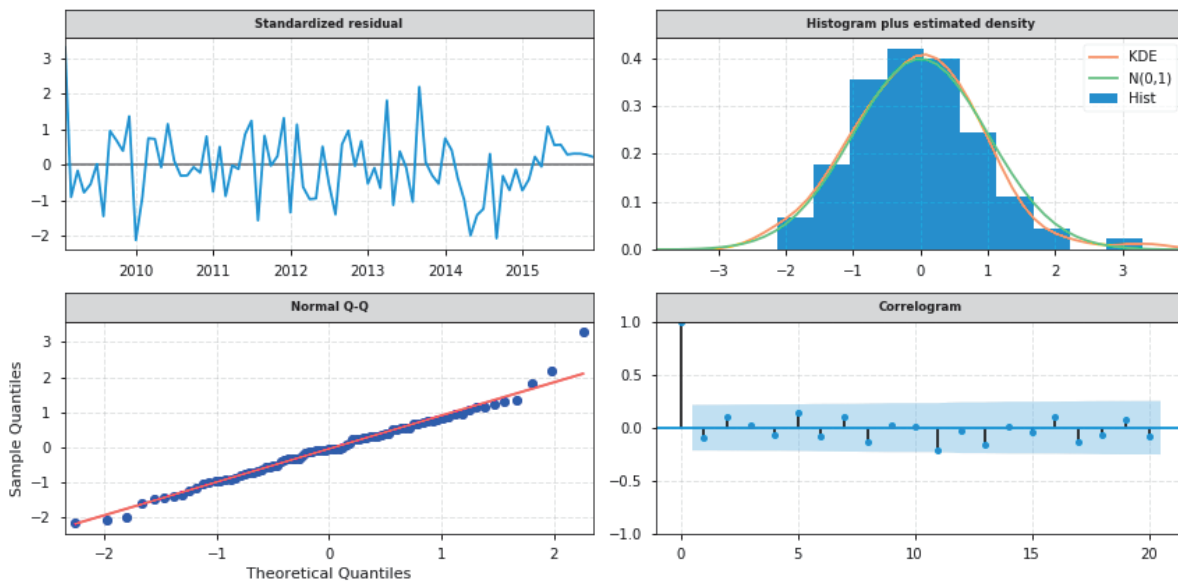 Standardized residual
3
2
1
0
−1
−2
2010 2011 2012 2013 2014 2015
Histogram plus estimated density
KDE
N(0,1)
Hist
0.4
0.3
0.2
0.1
0.0
−3 −2 −1 0 1 2 3
Normal Q-Q
Sample Quantiles
3
2
1
0
−1
−2
−2 −1 0 1 2
Theoretical Quantiles
Correlogram
1.0
0.5
0.0
−0.5
−1.0
0 5 10 15 20